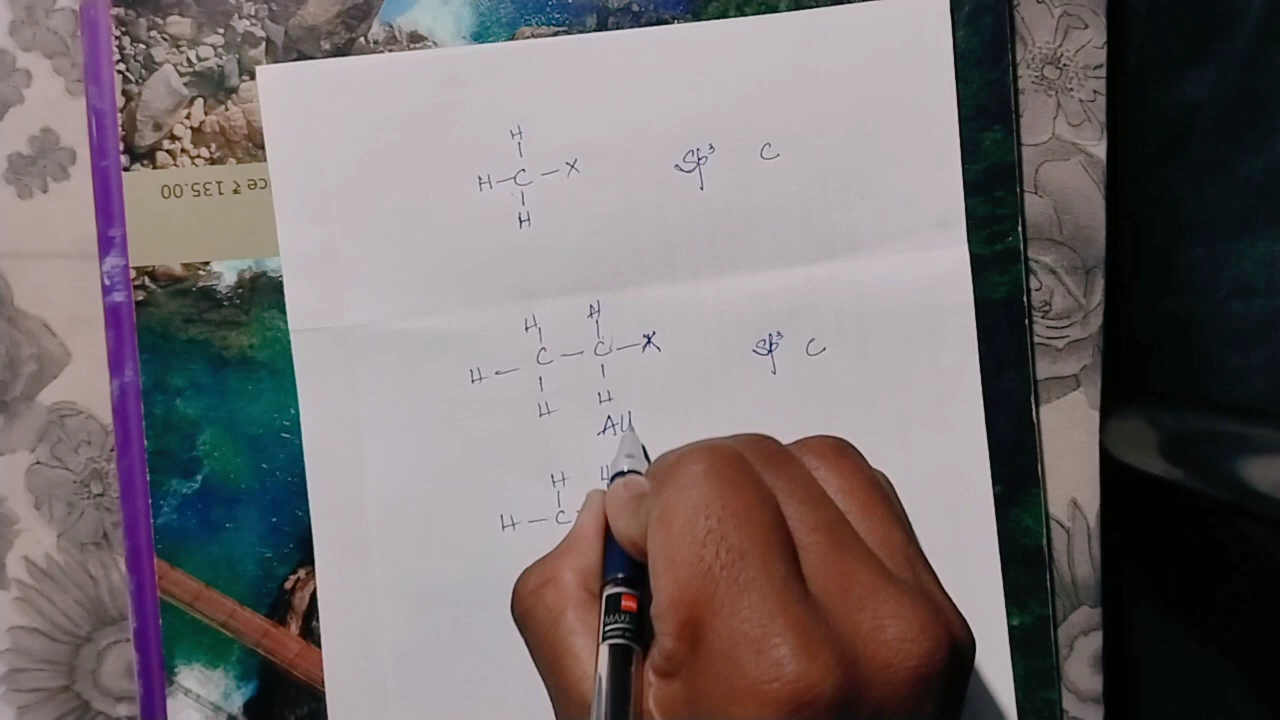 ce ₹ 135.00
H
H-C-X Sp³ C
H
H H
H-C-C-X Sp³ C
H H
All
H
H-C